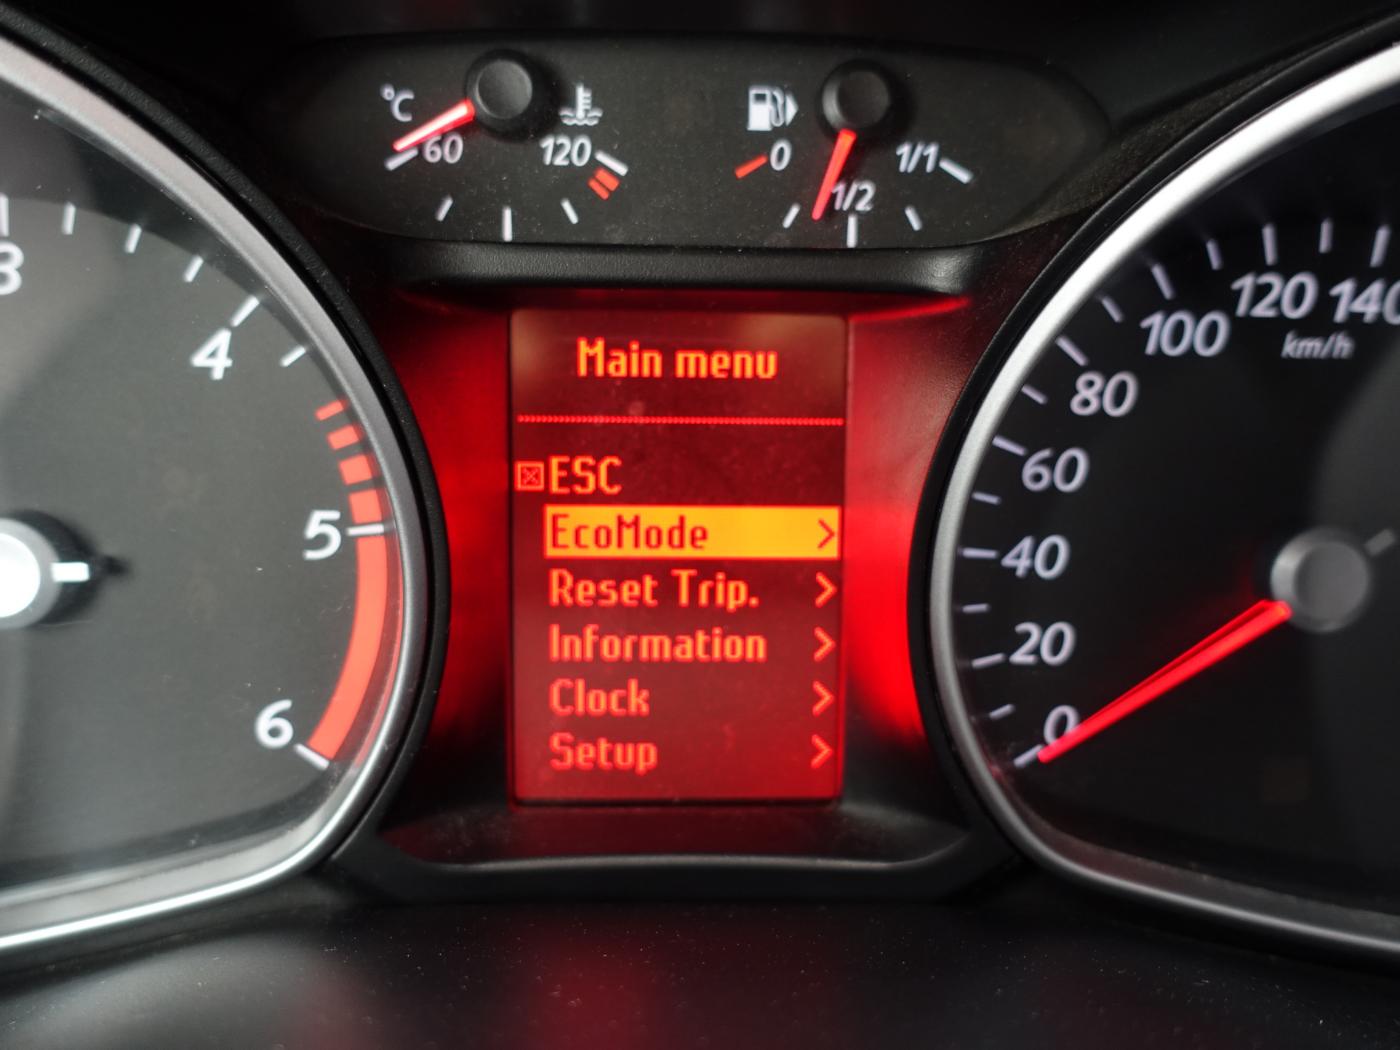 °C
60
120
0
1/2
1/1
3
4
5
6
Main menu
ESC
EcoMode >
Reset Trip. >
Information >
Clock >
Setup >
0
20
40
60
80
100
120
140
km/h